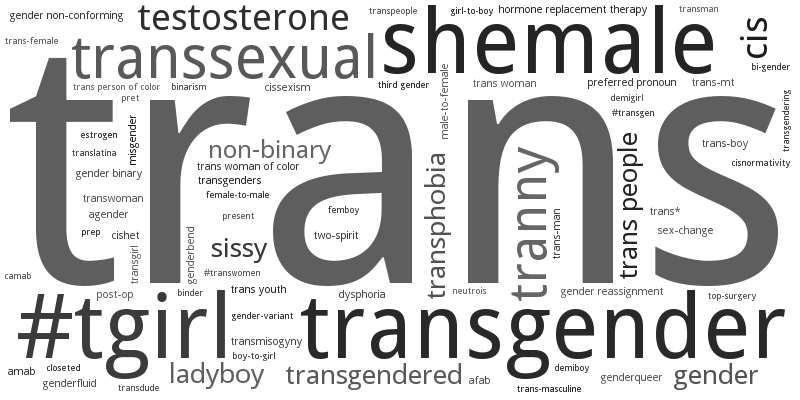 gender non-conforming
testosterone
transpeople
girl-to-boy
hormone replacement therapy
transman
cis
trans-female
transsexual
shemale
bi-gender
trans person of color
binarism
cissexism
third gender
male-to-female
trans woman
preferred pronoun
trans-mt
demigirl
#transgen
transgendering
pret
trans
estrogen
misgender
translatina
non-binary
trans-boy
cisnormativity
gender binary
trans woman of color
transgenders
transphobia
tranny
trans people
transwoman
female-to-male
agender
present
femboy
trans-man
trans*
prep
cishet
two-spirit
sex-change
transgirl
genderbend
sissy
#transwomen
camab
post-op
binder
trans youth
dysphoria
neutrois
gender reassignment
top-surgery
#tgirl
gender-variant
transgender
transmisogyny
boy-to-girl
amab
closeted
genderfluid
transdude
ladyboy
transgendered
afab
demiboy
trans-masculine
genderqueer
gender